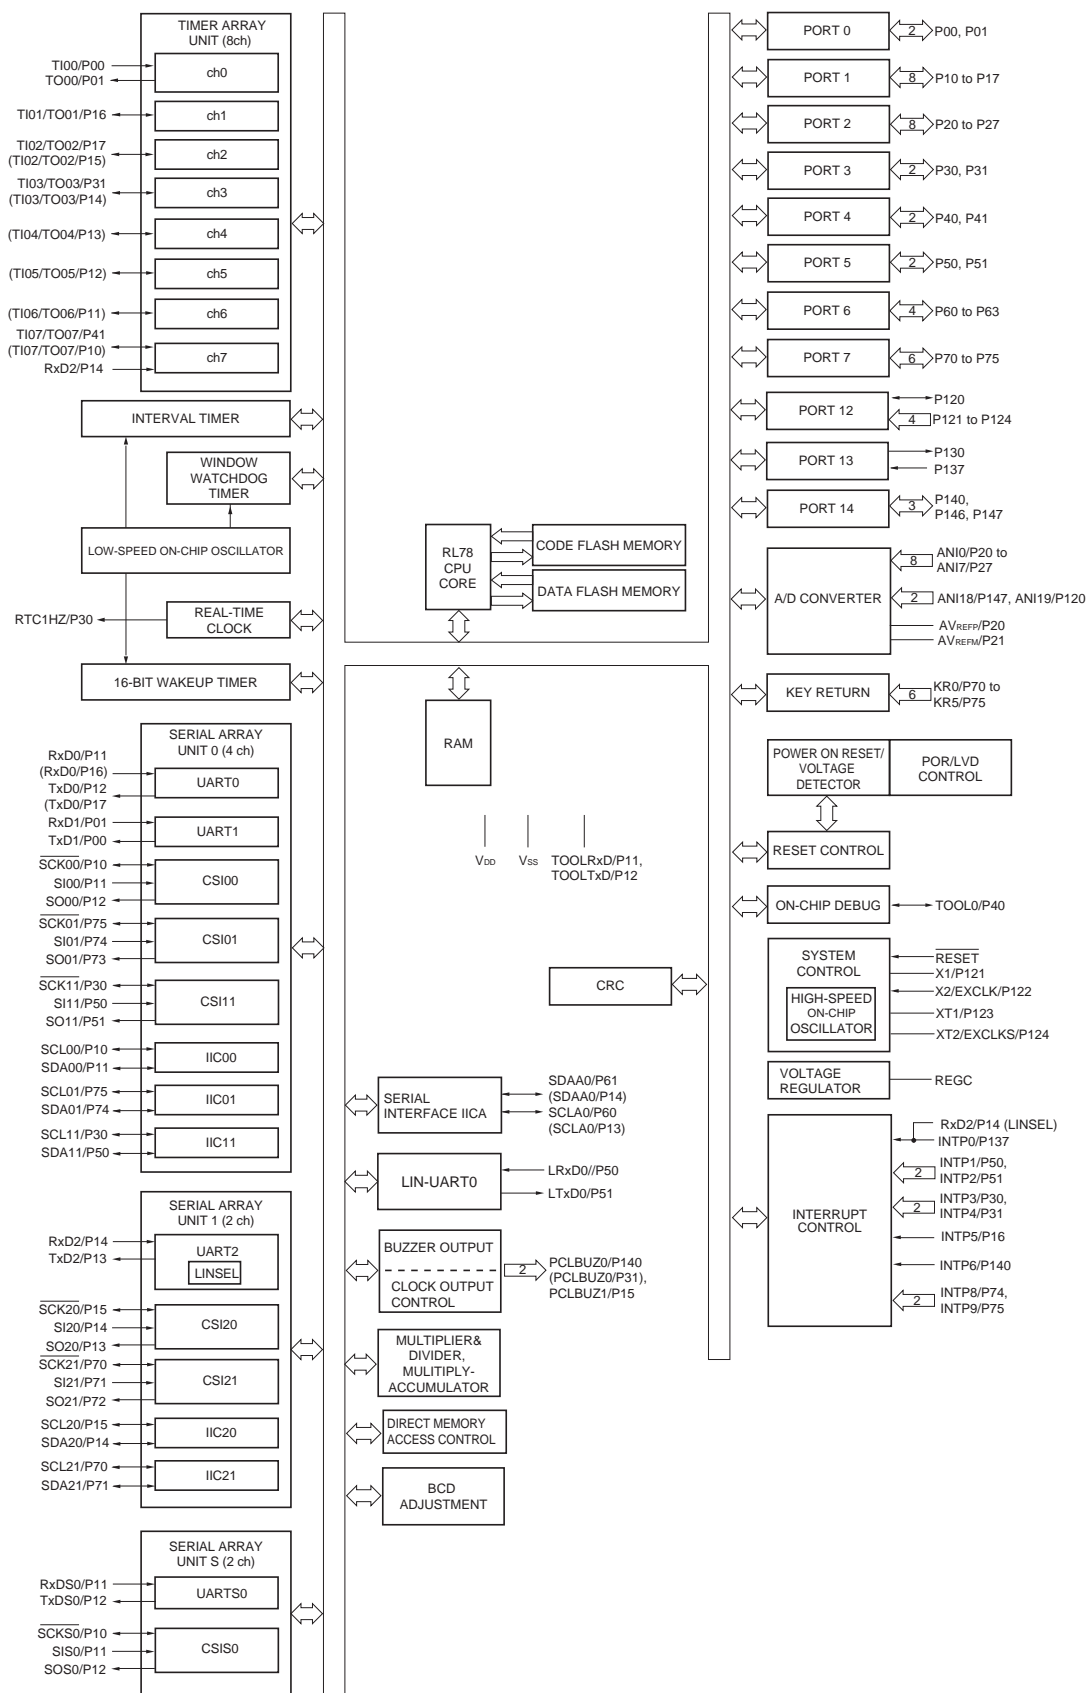 TIMER ARRAY
UNIT (8ch)
TI00/P00
TO00/P01
ch0
TI01/TO01/P16
ch1
TI02/TO02/P17
(TI02/TO02/P15)
ch2
TI03/TO03/P31
(TI03/TO03/P14)
ch3
(TI04/TO04/P13)
ch4
(TI05/TO05/P12)
ch5
(TI06/TO06/P11)
ch6
TI07/TO07/P41
(TI07/TO07/P10)
RxD2/P14
ch7
INTERVAL TIMER
WINDOW
WATCHDOG
TIMER
LOW-SPEED ON-CHIP OSCILLATOR
RTC1HZ/P30
REAL-TIME
CLOCK
16-BIT WAKEUP TIMER
SERIAL ARRAY
UNIT 0 (4 ch)
RxD0/P11
(RxD0/P16)
TxD0/P12
(TxD0/P17
UART0
RxD1/P01
TxD1/P00
UART1
SCK00/P10
SI00/P11
SO00/P12
CSI00
SCK01/P75
SI01/P74
SO01/P73
CSI01
SCK11/P30
SI11/P50
SO11/P51
CSI11
SCL00/P10
SDA00/P11
IIC00
SCL01/P75
SDA01/P74
IIC01
SCL11/P30
SDA11/P50
IIC11
SERIAL ARRAY
UNIT 1 (2 ch)
RxD2/P14
TxD2/P13
UART2
LINSEL
SCK20/P15
SI20/P14
SO20/P13
CSI20
SCK21/P70
SI21/P71
SO21/P72
CSI21
SCL20/P15
SDA20/P14
IIC20
SCL21/P70
SDA21/P71
IIC21
SERIAL ARRAY
UNIT S (2 ch)
RxDS0/P11
TxDS0/P12
UARTS0
SCKS0/P10
SIS0/P11
SOS0/P12
CSIS0
RL78
CPU
CORE
CODE FLASH MEMORY
DATA FLASH MEMORY
RAM
VDD
VSS
TOOLRxD/P11,
TOOLTxD/P12
CRC
SERIAL
INTERFACE IICA
SDAA0/P61
(SDAA0/P14)
SCLA0/P60
(SCLA0/P13)
LIN-UART0
LRxD0//P50
LTxD0/P51
BUZZER OUTPUT
CLOCK OUTPUT
CONTROL
2
PCLBUZ0/P140
(PCLBUZ0/P31),
PCLBUZ1/P15
MULTIPLIER&
DIVIDER,
MULITIPLY-
ACCUMULATOR
DIRECT MEMORY
ACCESS CONTROL
BCD
ADJUSTMENT
PORT 0
2
P00, P01
PORT 1
8
P10 to P17
PORT 2
8
P20 to P27
PORT 3
2
P30, P31
PORT 4
2
P40, P41
PORT 5
2
P50, P51
PORT 6
4
P60 to P63
PORT 7
6
P70 to P75
PORT 12
P120
4
P121 to P124
PORT 13
P130
P137
PORT 14
3
P140,
P146, P147
A/D CONVERTER
8
ANI0/P20 to
ANI7/P27
2
ANI18/P147, ANI19/P120
AVREFP/P20
AVREFM/P21
KEY RETURN
6
KR0/P70 to
KR5/P75
POWER ON RESET/
VOLTAGE
DETECTOR
POR/LVD
CONTROL
RESET CONTROL
ON-CHIP DEBUG
TOOL0/P40
SYSTEM
CONTROL
HIGH-SPEED
ON-CHIP
OSCILLATOR
RESET
X1/P121
X2/EXCLK/P122
XT1/P123
XT2/EXCLKS/P124
VOLTAGE
REGULATOR
REGC
INTERRUPT
CONTROL
RxD2/P14 (LINSEL)
INTP0/P137
2
INTP1/P50,
INTP2/P51
2
INTP3/P30,
INTP4/P31
INTP5/P16
INTP6/P140
2
INTP8/P74,
INTP9/P75